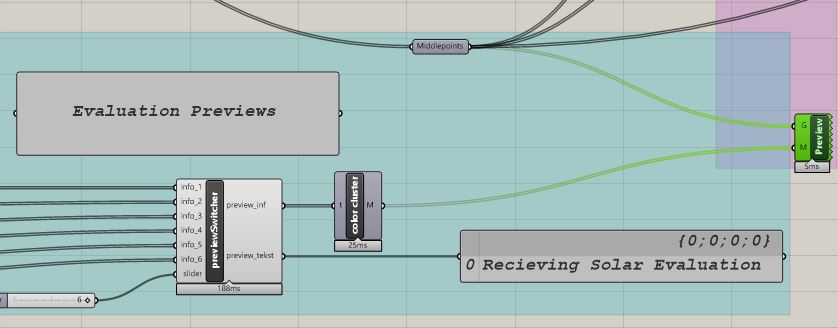 Middlepoints
Evaluation Previews
G
M
Preview
5ms
info_1
info_2
info_3
info_4
info_5
info_6
slider
previewSwitcher
preview_inf
preview_tekst
188ms
t
color cluster
M
25ms
{0;0;0;0}
0 Recieving Solar Evaluation
r
6